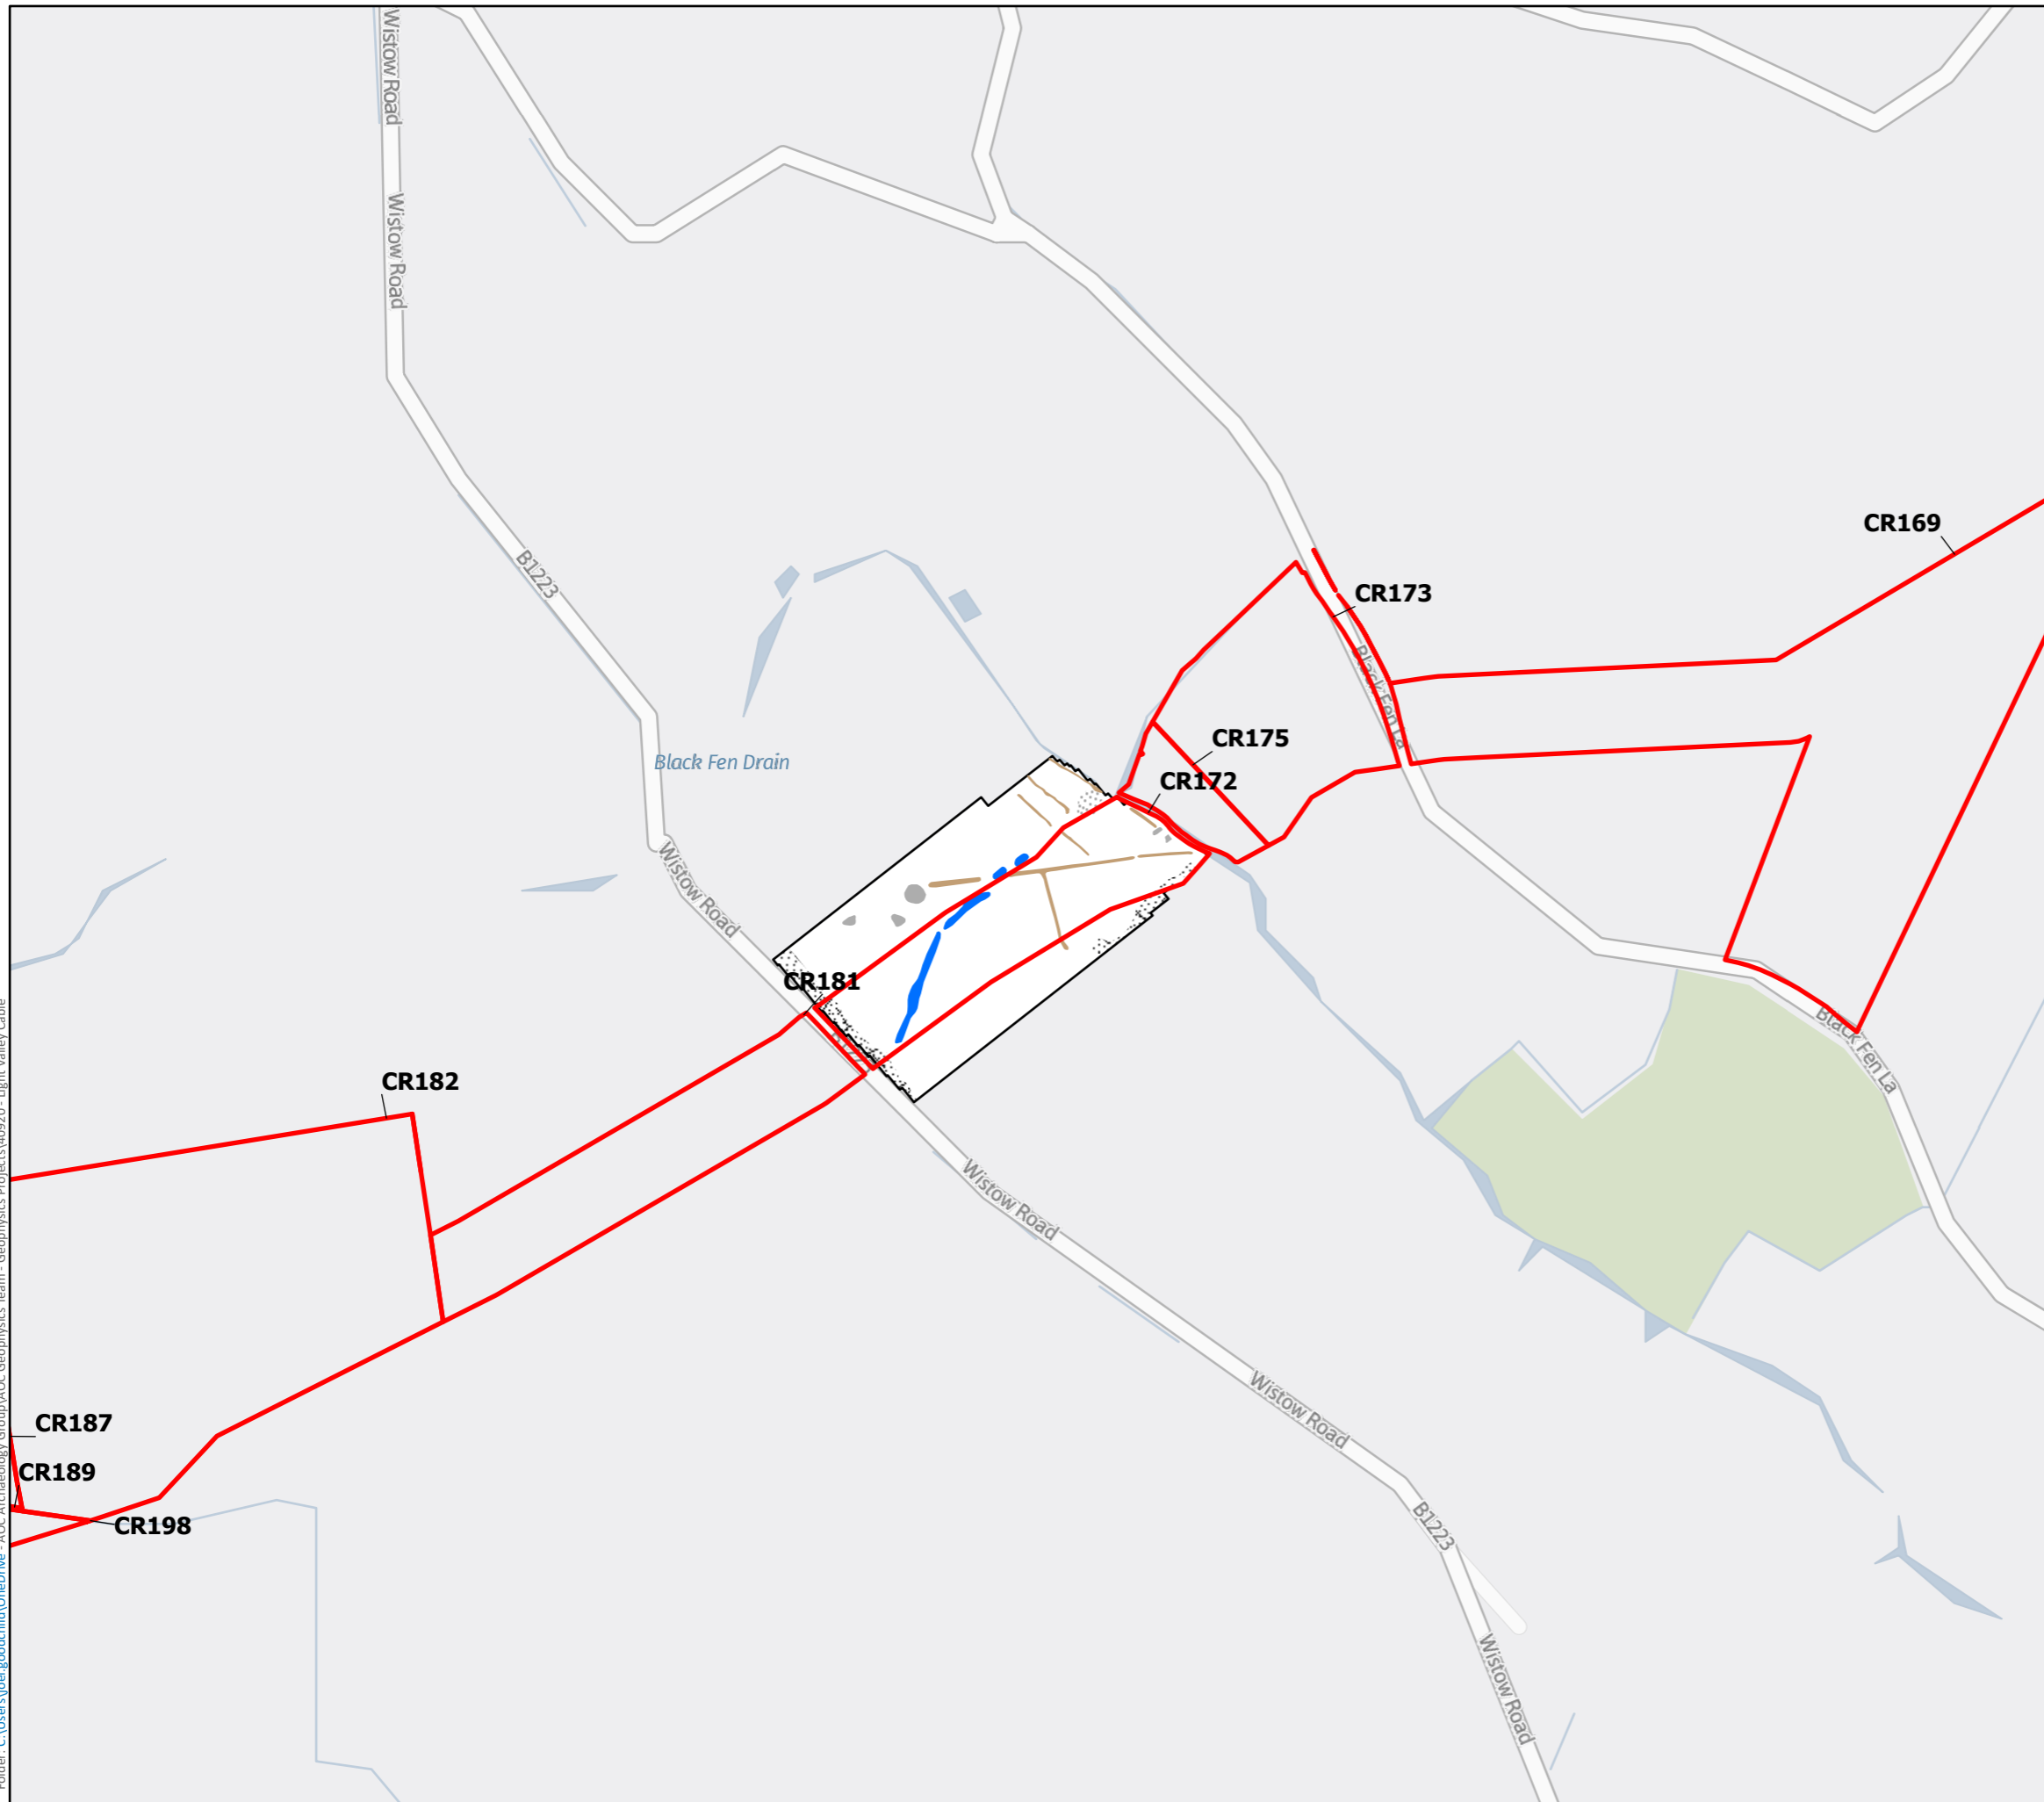 Wistow Road
Wistow Road
B1223
CR169
CR173
Black Fen La
CR175
Black Fen Drain
CR172
Wistow Road
CR181
Black Fen La
CR182
Wistow Road
CR187
Wistow Road
CR189
CR198
B1223
Wistow Road